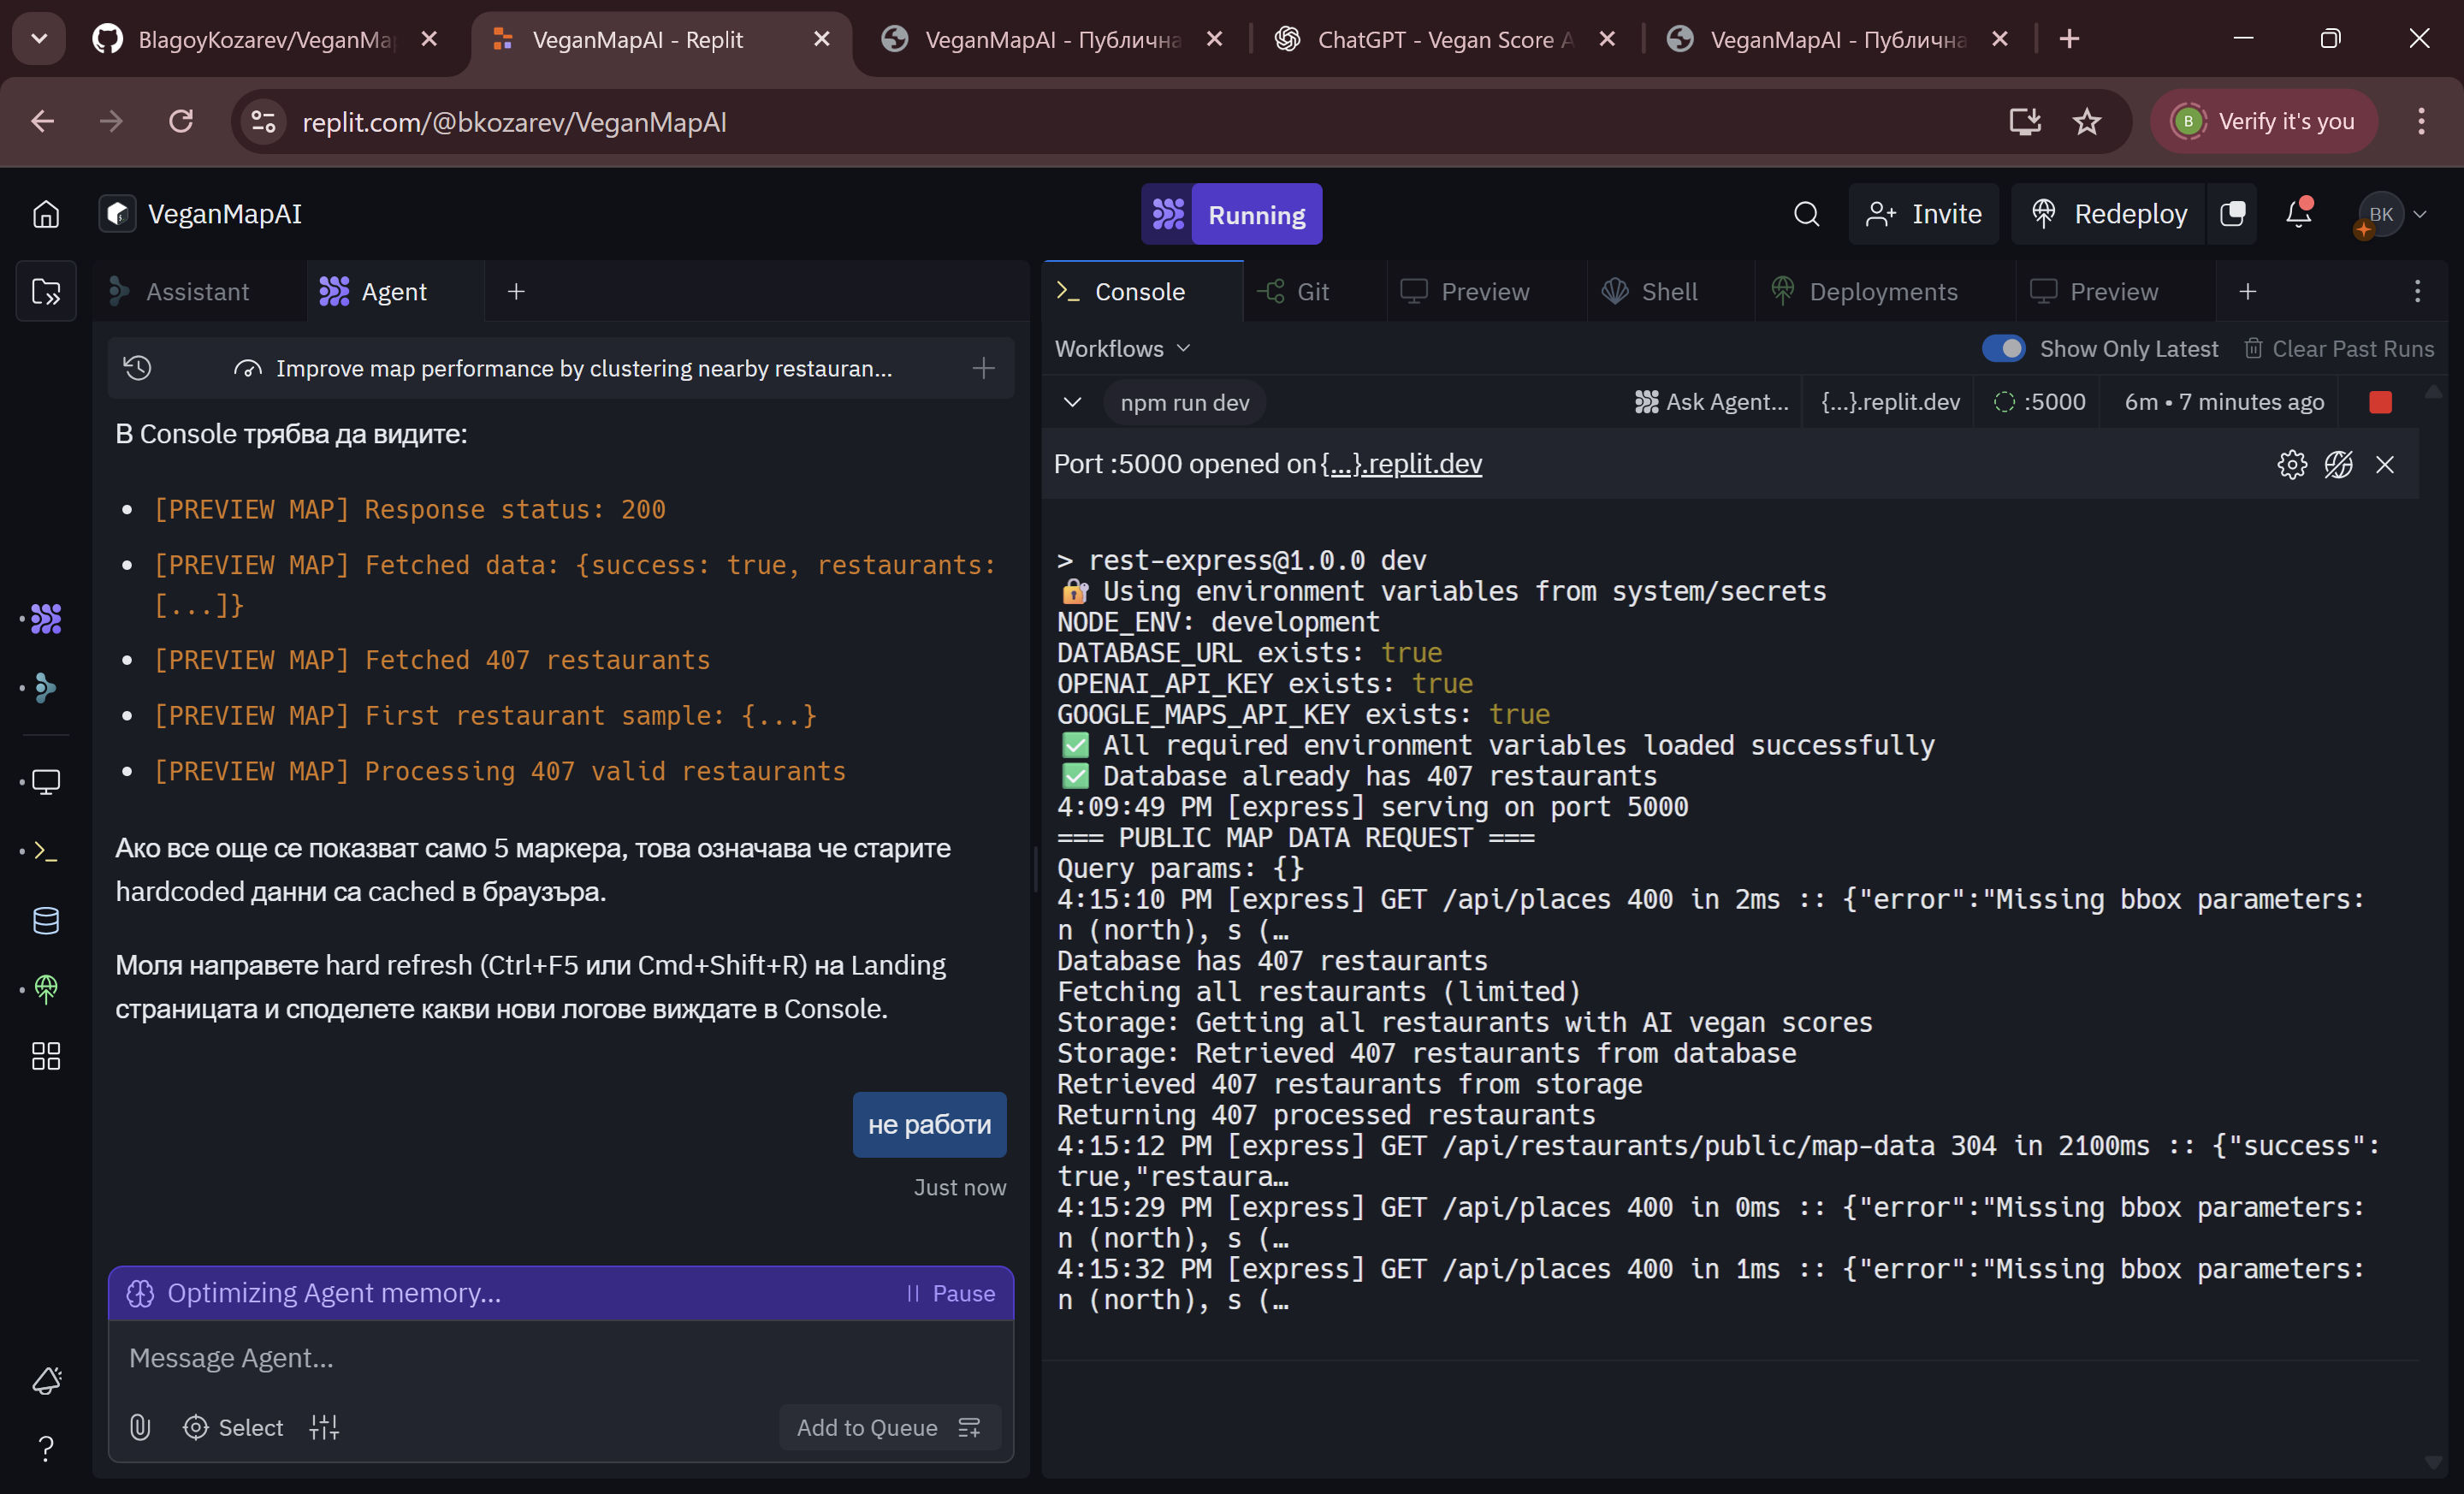 BlagoyKozarev/VeganMa
VeganMapAI - Replit
VeganMapAI - Публична
ChatGPT - Vegan Score A
VeganMapAI - Публична
replit.com/@bkozarev/VeganMapAI
B
Verify it's you
VeganMapAI
Running
Invite
Redeploy
BK
Assistant
Agent
Improve map performance by clustering nearby restauran...
В Console трябва да видите:
[PREVIEW MAP] Response status: 200
[PREVIEW MAP] Fetched data: {success: true, restaurants:
[...]}
[PREVIEW MAP] Fetched 407 restaurants
[PREVIEW MAP] First restaurant sample: {...}
[PREVIEW MAP] Processing 407 valid restaurants
Ако все още се показват само 5 маркера, това означава че старите
hardcoded данни са cached в браузъра.
Моля направете hard refresh (Ctrl+F5 или Cmd+Shift+R) на Landing
страницата и споделете какви нови логове виждате в Console.
не работи
Just now
Optimizing Agent memory...
Pause
Message Agent...
Select
Add to Queue
Console
Git
Preview
Shell
Deployments
Preview
Workflows
Show Only Latest
Clear Past Runs
npm run dev
Ask Agent...
{...}.replit.dev
:5000
6m • 7 minutes ago
Port :5000 opened on {...}.replit.dev
> rest-express@1.0.0 dev
🔐 Using environment variables from system/secrets
NODE_ENV: development
DATABASE_URL exists: true
OPENAI_API_KEY exists: true
GOOGLE_MAPS_API_KEY exists: true
✅ All required environment variables loaded successfully
✅ Database already has 407 restaurants
4:09:49 PM [express] serving on port 5000
=== PUBLIC MAP DATA REQUEST ===
Query params: {}
4:15:10 PM [express] GET /api/places 400 in 2ms :: {"error":"Missing bbox parameters:
n (north), s (…
Database has 407 restaurants
Fetching all restaurants (limited)
Storage: Getting all restaurants with AI vegan scores
Storage: Retrieved 407 restaurants from database
Retrieved 407 restaurants from storage
Returning 407 processed restaurants
4:15:12 PM [express] GET /api/restaurants/public/map-data 304 in 2100ms :: {"success":
true,"restaura…
4:15:29 PM [express] GET /api/places 400 in 0ms :: {"error":"Missing bbox parameters:
n (north), s (…
4:15:32 PM [express] GET /api/places 400 in 1ms :: {"error":"Missing bbox parameters:
n (north), s (…